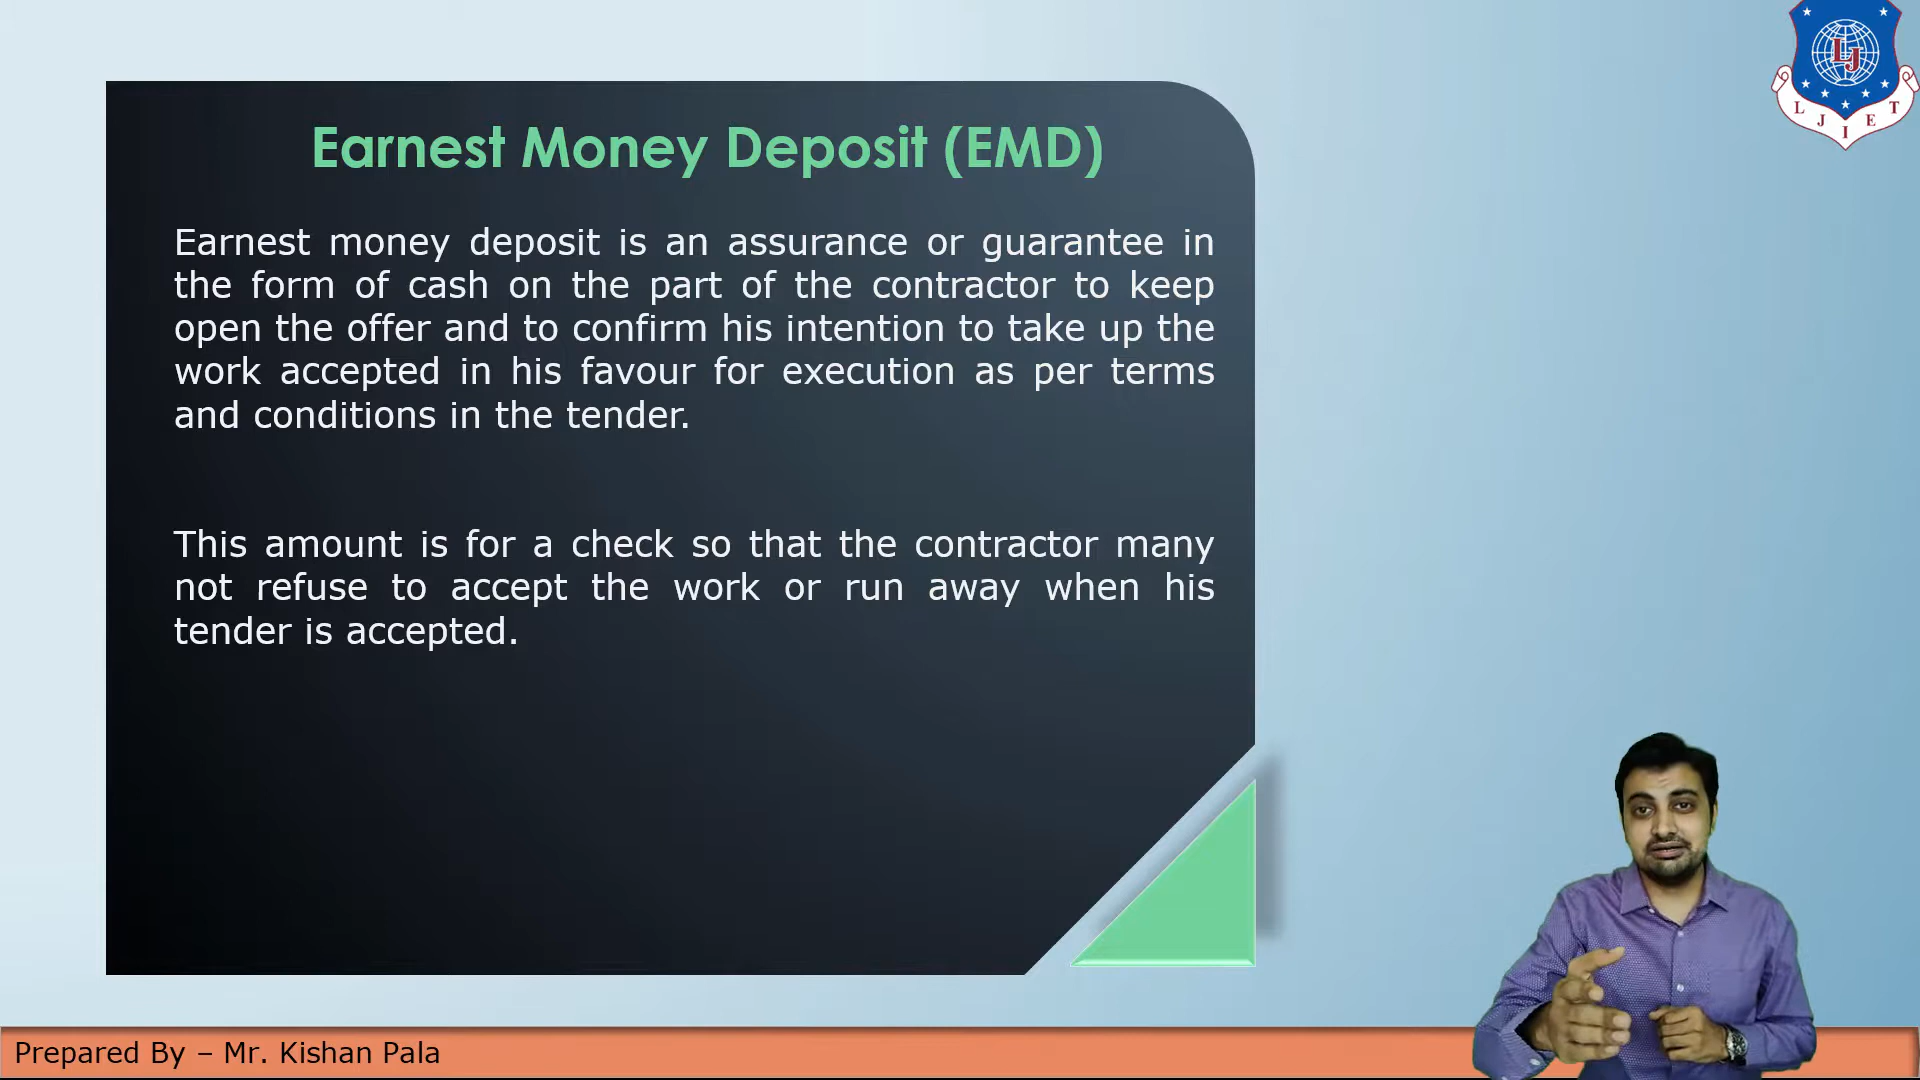 Earnest Money Deposit (EMD)
Earnest money deposit is an assurance or guarantee in
the form of cash on the part of the contractor to keep
open the offer and to confirm his intention to take up the
work accepted in his favour for execution as per terms
and conditions in the tender.
This amount is for a check so that the contractor many
not refuse to accept the work or run away when his
tender is accepted.
LJ
L J I E T
Prepared By – Mr. Kishan Pala